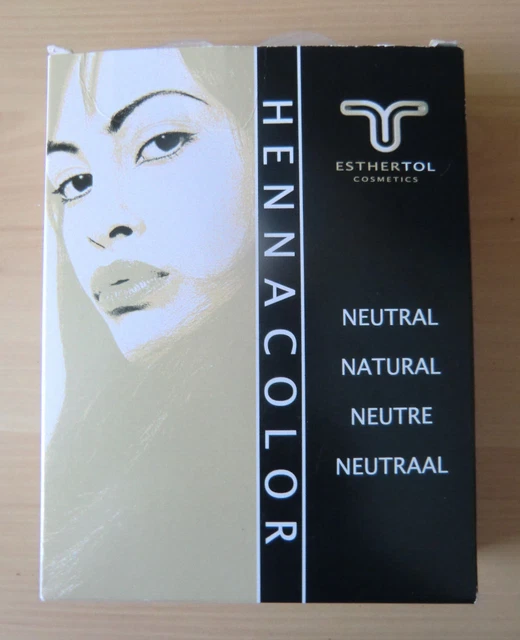 HENNACOLOR
ESTHERTOL
COSMETICS
NEUTRAL
NATURAL
NEUTRE
NEUTRAAL